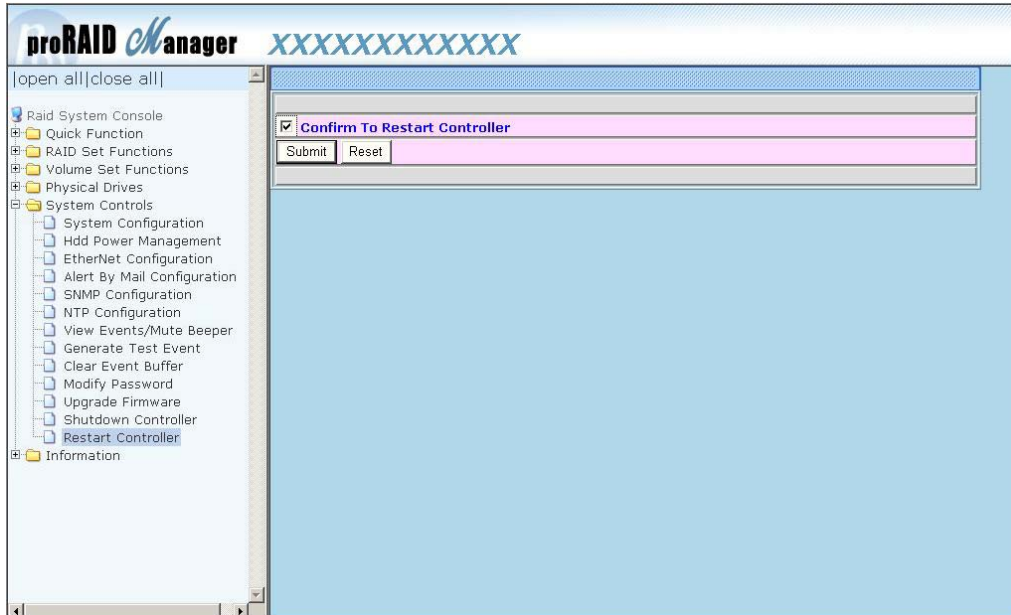 proRAID Manager XXXXXXXXXXXX
|open all|close all|
Raid System Console
Quick Function
RAID Set Functions
Volume Set Functions
Physical Drives
System Controls
System Configuration
Hdd Power Management
EtherNet Configuration
Alert By Mail Configuration
SNMP Configuration
NTP Configuration
View Events/Mute Beeper
Generate Test Event
Clear Event Buffer
Modify Password
Upgrade Firmware
Shutdown Controller
Restart Controller
Information
Confirm To Restart Controller
Submit Reset